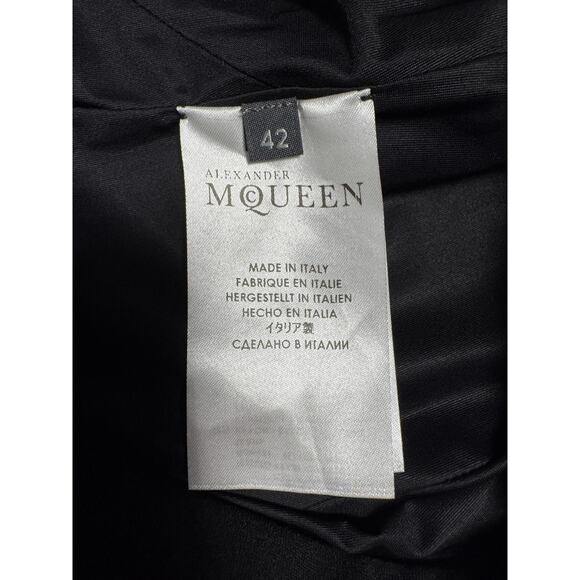 42
ALEXANDER
MCQUEEN
MADE IN ITALY
FABRIQUE EN ITALIE
HERGESTELLT IN ITALIEN
HECHO EN ITALIA
イタリア製
СДЕЛАНО В ИТАЛИИ